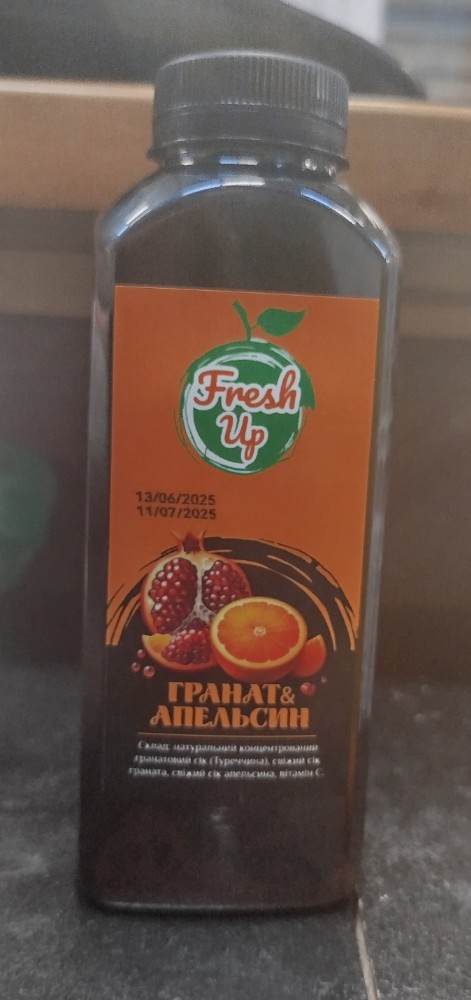 Fresh
Up
13/06/2025
11/07/2025
ГРАНАТ&
АПЕЛЬСИН
Склад: натуральний концентрований
гранатовий сік (Туреччина), свіжий сік
граната, свіжий сік апельсина, вітамін С.